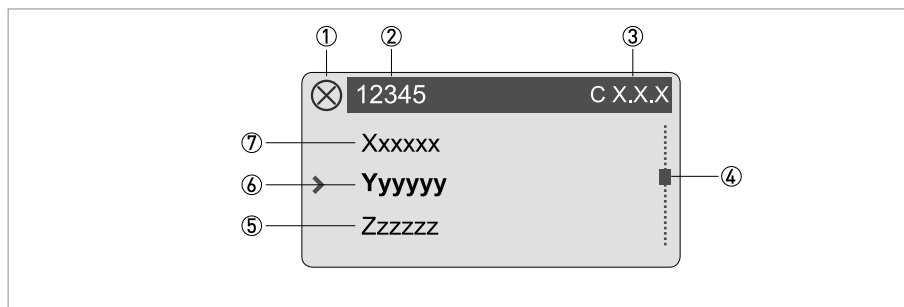 ① ② ③
12345 C X.X.X
⑦ Xxxxxx
⑥ Yyyyyy ④
⑤ Zzzzzz